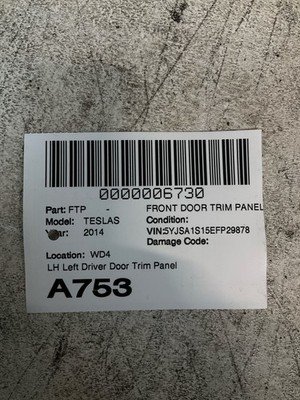 0000006730
Part: FTP - FRONT DOOR TRIM PANEL
Model: TESLAS Condition:
Year: 2014 VIN:5YJSA1S15EFP29878
Damage Code:
Location: WD4
LH Left Driver Door Trim Panel
A753